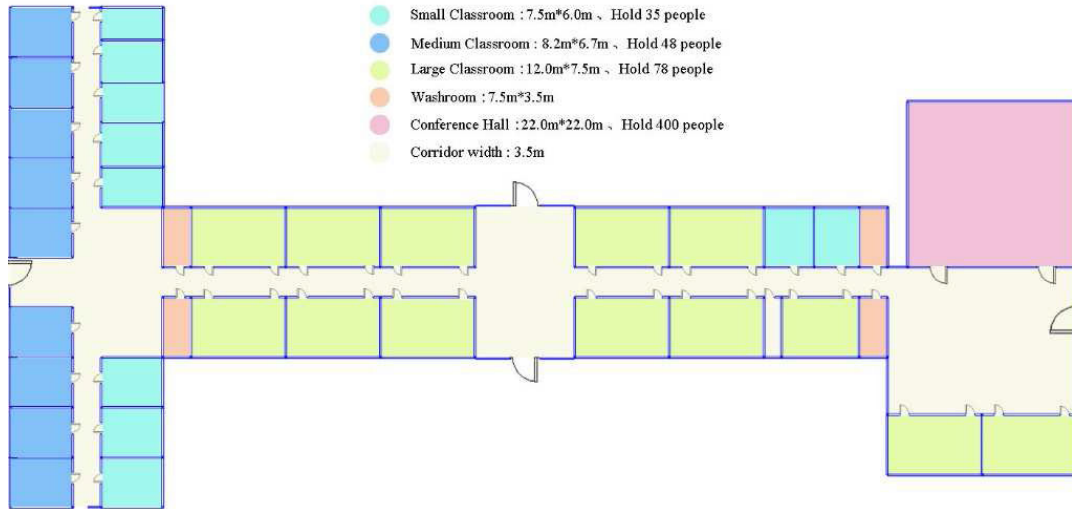 Small Classroom : 7.5m*6.0m 、 Hold 35 people
Medium Classroom : 8.2m*6.7m 、 Hold 48 people
Large Classroom : 12.0m*7.5m 、 Hold 78 people
Washroom : 7.5m*3.5m
Conference Hall : 22.0m*22.0m 、 Hold 400 people
Corridor width : 3.5m